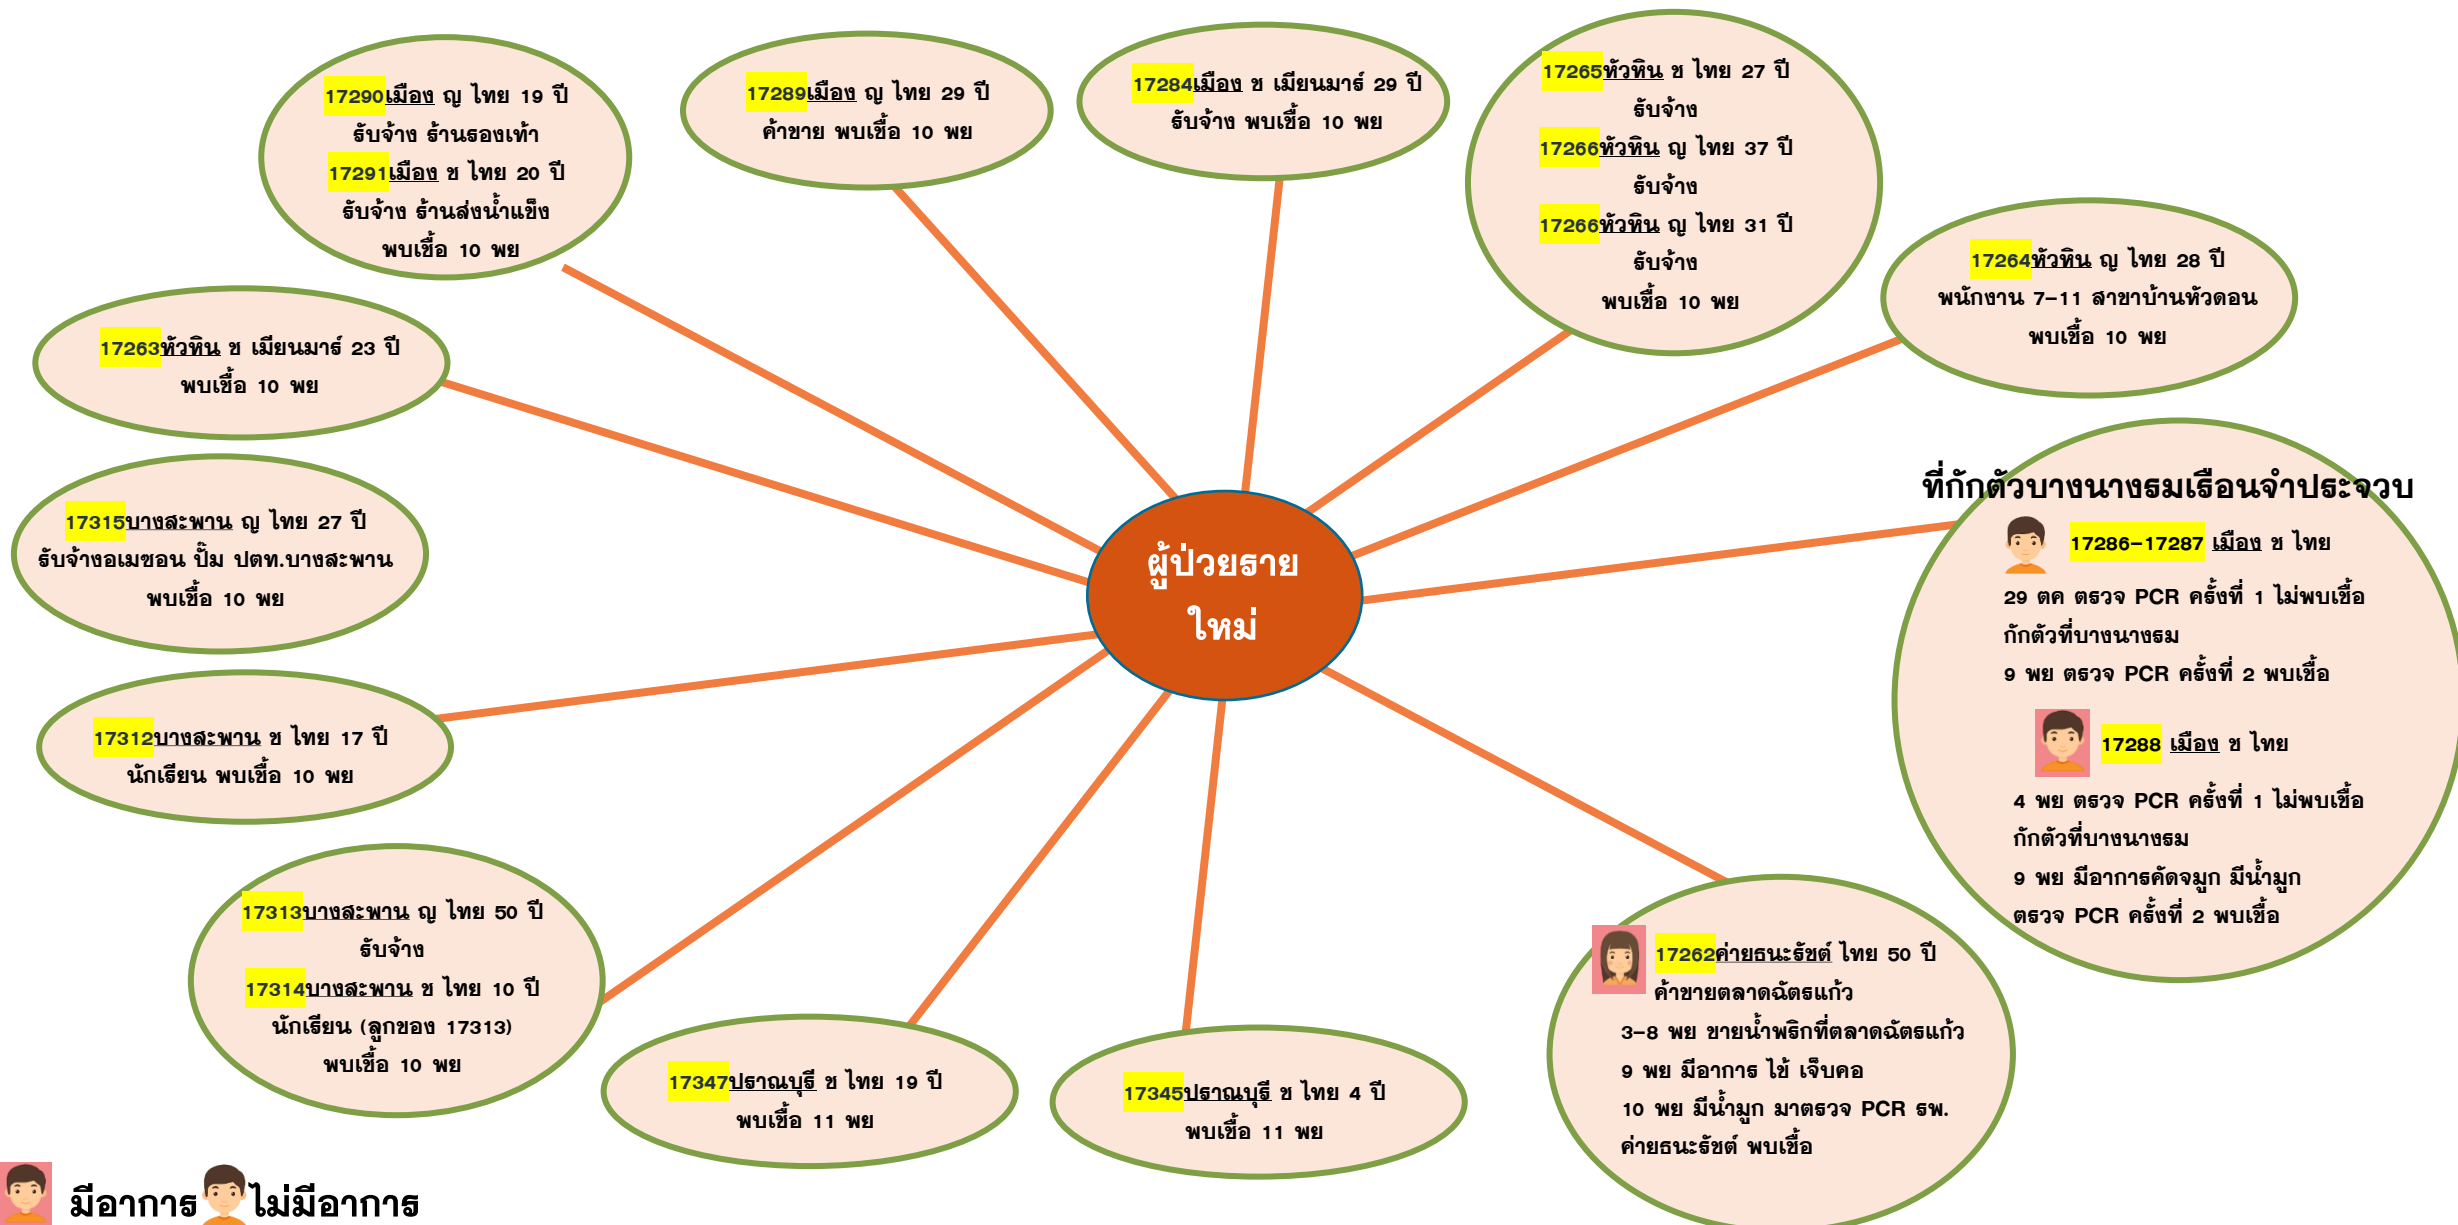 17290เมือง ญ ไทย 19 ปี
รับจ้าง ร้านรองเท้า
17291เมือง ช ไทย 20 ปี
รับจ้าง ร้านส่งน้ำแข็ง
พบเชื้อ 10 พย
17289เมือง ญ ไทย 29 ปี
ค้าขาย พบเชื้อ 10 พย
17284เมือง ช เมียนมาร์ 29 ปี
รับจ้าง พบเชื้อ 10 พย
17265หัวหิน ช ไทย 27 ปี
รับจ้าง
17266หัวหิน ญ ไทย 37 ปี
รับจ้าง
17266หัวหิน ญ ไทย 31 ปี
รับจ้าง
พบเชื้อ 10 พย
17264หัวหิน ญ ไทย 28 ปี
พนักงาน 7-11 สาขาบ้านหัวดอน
พบเชื้อ 10 พย
17263หัวหิน ช เมียนมาร์ 23 ปี
พบเชื้อ 10 พย
17315บางสะพาน ญ ไทย 27 ปี
รับจ้างอเมซอน ปั๊ม ปตท.บางสะพาน
พบเชื้อ 10 พย
ผู้ป่วยราย
ใหม่
ที่กักตัวบางนางรมเรือนจำประจวบ
17286-17287 เมือง ช ไทย
29 ตค ตรวจ PCR ครั้งที่ 1 ไม่พบเชื้อ
กักตัวที่บางนางรม
9 พย ตรวจ PCR ครั้งที่ 2 พบเชื้อ
17288 เมือง ช ไทย
4 พย ตรวจ PCR ครั้งที่ 1 ไม่พบเชื้อ
กักตัวที่บางนางรม
9 พย มีอาการคัดจมูก มีน้ำมูก
ตรวจ PCR ครั้งที่ 2 พบเชื้อ
17312บางสะพาน ช ไทย 17 ปี
นักเรียน พบเชื้อ 10 พย
17313บางสะพาน ญ ไทย 50 ปี
รับจ้าง
17314บางสะพาน ช ไทย 10 ปี
นักเรียน (ลูกของ 17313)
พบเชื้อ 10 พย
17347ปราณบุรี ช ไทย 19 ปี
พบเชื้อ 11 พย
17345ปราณบุรี ช ไทย 4 ปี
พบเชื้อ 11 พย
17262ค่ายธนะรัชต์ ไทย 50 ปี
ค้าขายตลาดฉัตรแก้ว
3-8 พย ขายน้ำพริกที่ตลาดฉัตรแก้ว
9 พย มีอาการ ไข้ เจ็บคอ
10 พย มีน้ำมูก มาตรวจ PCR รพ.
ค่ายธนะรัชต์ พบเชื้อ
มีอาการ ไม่มีอาการ